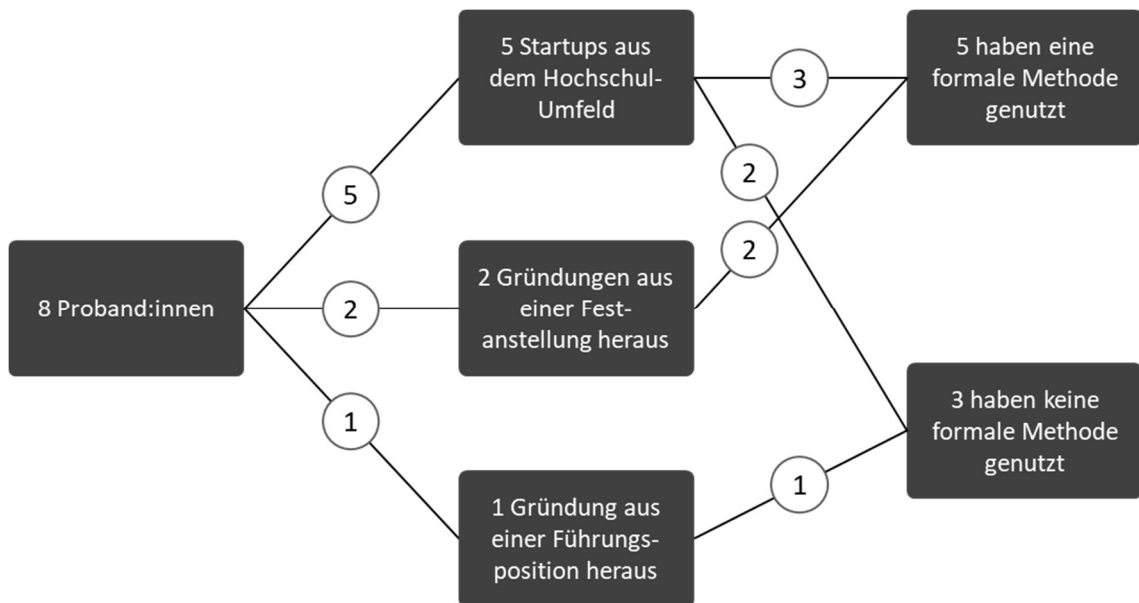 8 Proband:innen
5
2
1
5 Startups aus
dem Hochschul-
Umfeld
2 Gründungen aus
einer Fest-
anstellung heraus
1 Gründung aus
einer Führungs-
position heraus
3
2
2
1
5 haben eine
formale Methode
genutzt
3 haben keine
formale Methode
genutzt